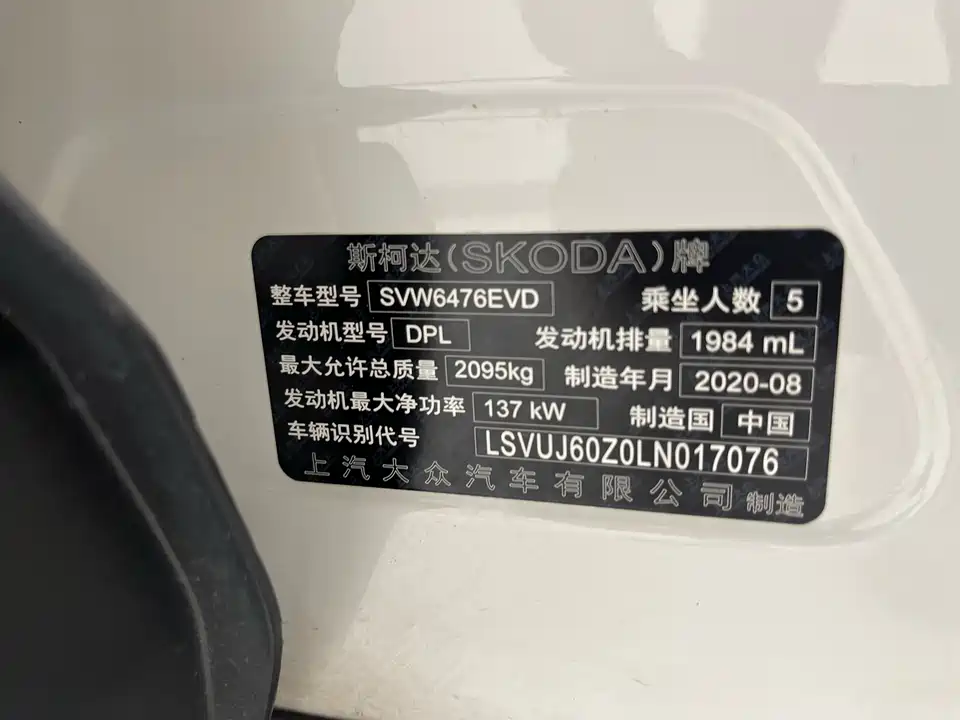 斯柯达(SKODA)牌
整车型号 SVW6476EVD 乘坐人数 5
发动机型号 DPL 发动机排量 1984 mL
最大允许总质量 2095kg 制造年月 2020-08
发动机最大净功率 137 kW 制造国 中国
车辆识别代号 LSVUJ60Z0LN017076
上汽大众汽车有限公司 制造